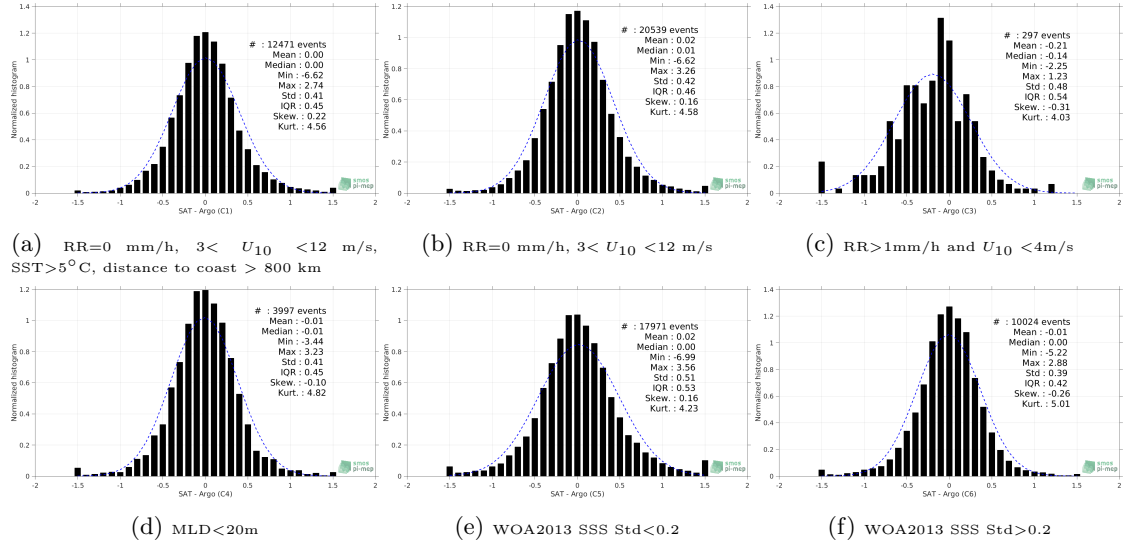 1.4
1.2
1
0.8
0.6
0.4
0.2
0
Normalized histogram
# : 12471 events
Mean : 0.00
Median : 0.00
Min : -6.62
Max : 2.74
Std : 0.41
IQR : 0.45
Skew. : 0.22
Kurt. : 4.56
smos
pi-mep
-2 -1.5 -1 -0.5 0 0.5 1 1.5 2
SAT - Argo (C1)
(a) RR=0 mm/h, 3< U10 <12 m/s,
SST>5°C, distance to coast > 800 km
1.2
1
0.8
0.6
0.4
0.2
0
Normalized histogram
# : 20539 events
Mean : 0.02
Median : 0.01
Min : -6.62
Max : 3.26
Std : 0.42
IQR : 0.46
Skew. : 0.16
Kurt. : 4.58
smos
pi-mep
-2 -1.5 -1 -0.5 0 0.5 1 1.5 2
SAT - Argo (C2)
(b) RR=0 mm/h, 3< U10 <12 m/s
1.4
1.2
1
0.8
0.6
0.4
0.2
0
Normalized histogram
# : 297 events
Mean : -0.21
Median : -0.14
Min : -2.25
Max : 1.23
Std : 0.48
IQR : 0.54
Skew. : -0.31
Kurt. : 4.03
smos
pi-mep
-2 -1.5 -1 -0.5 0 0.5 1 1.5 2
SAT - Argo (C3)
(c) RR>1mm/h and U10 <4m/s
1.2
1
0.8
0.6
0.4
0.2
0
Normalized histogram
# : 3997 events
Mean : -0.01
Median : -0.01
Min : -3.44
Max : 3.23
Std : 0.41
IQR : 0.45
Skew. : -0.10
Kurt. : 4.82
smos
pi-mep
-2 -1.5 -1 -0.5 0 0.5 1 1.5 2
SAT - Argo (C4)
(d) MLD<20m
1.2
1
0.8
0.6
0.4
0.2
0
Normalized histogram
# : 17971 events
Mean : 0.02
Median : 0.00
Min : -6.99
Max : 3.56
Std : 0.51
IQR : 0.53
Skew. : 0.16
Kurt. : 4.23
smos
pi-mep
-2 -1.5 -1 -0.5 0 0.5 1 1.5 2
SAT - Argo (C5)
(e) WOA2013 SSS Std<0.2
1.4
1.2
1
0.8
0.6
0.4
0.2
0
Normalized histogram
# : 10024 events
Mean : -0.01
Median : 0.00
Min : -5.22
Max : 2.88
Std : 0.39
IQR : 0.42
Skew. : -0.26
Kurt. : 5.01
smos
pi-mep
-2 -1.5 -1 -0.5 0 0.5 1 1.5 2
SAT - Argo (C6)
(f) WOA2013 SSS Std>0.2